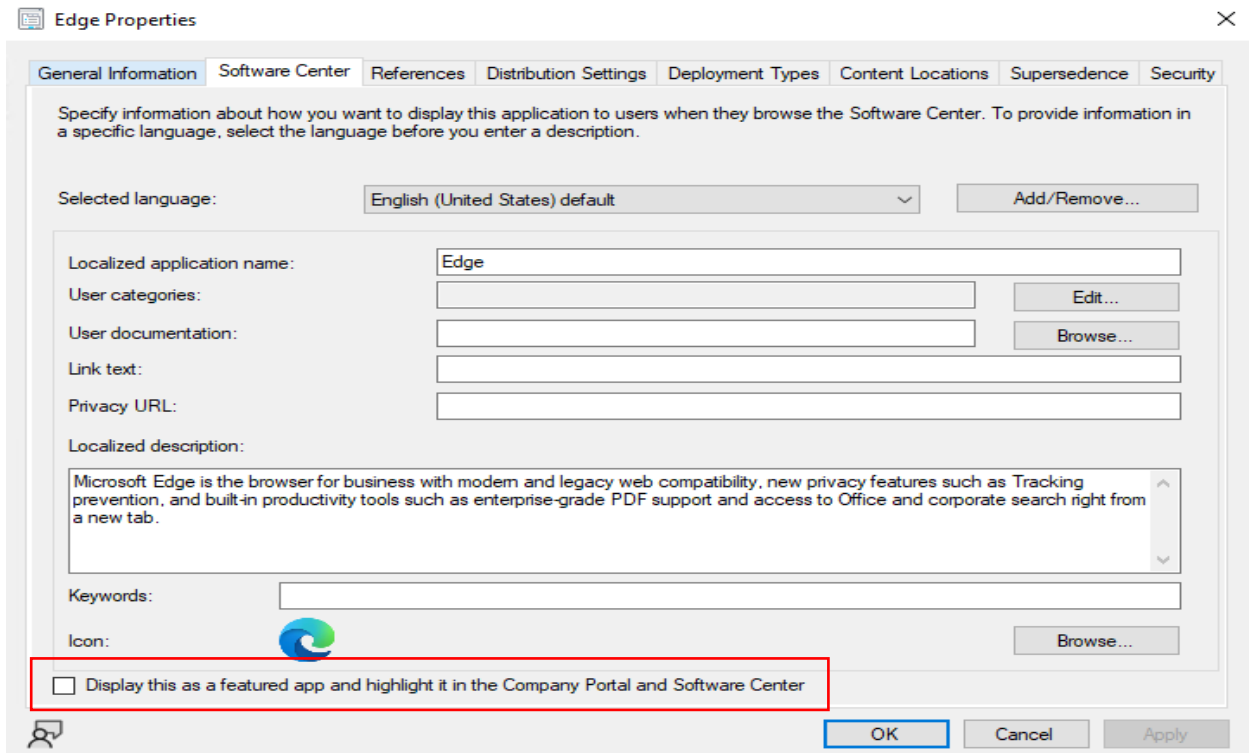 Edge Properties
General Information Software Center References Distribution Settings Deployment Types Content Locations Supersedence Security
Specify information about how you want to display this application to users when they browse the Software Center. To provide information in
a specific language, select the language before you enter a description.
Selected language: English (United States) default Add/Remove...
Localized application name: Edge
User categories: Edit...
User documentation: Browse...
Link text:
Privacy URL:
Localized description:
Microsoft Edge is the browser for business with modern and legacy web compatibility, new privacy features such as Tracking
prevention, and built-in productivity tools such as enterprise-grade PDF support and access to Office and corporate search right from
a new tab.
Keywords:
Icon: Browse...
Display this as a featured app and highlight it in the Company Portal and Software Center
OK Cancel Apply